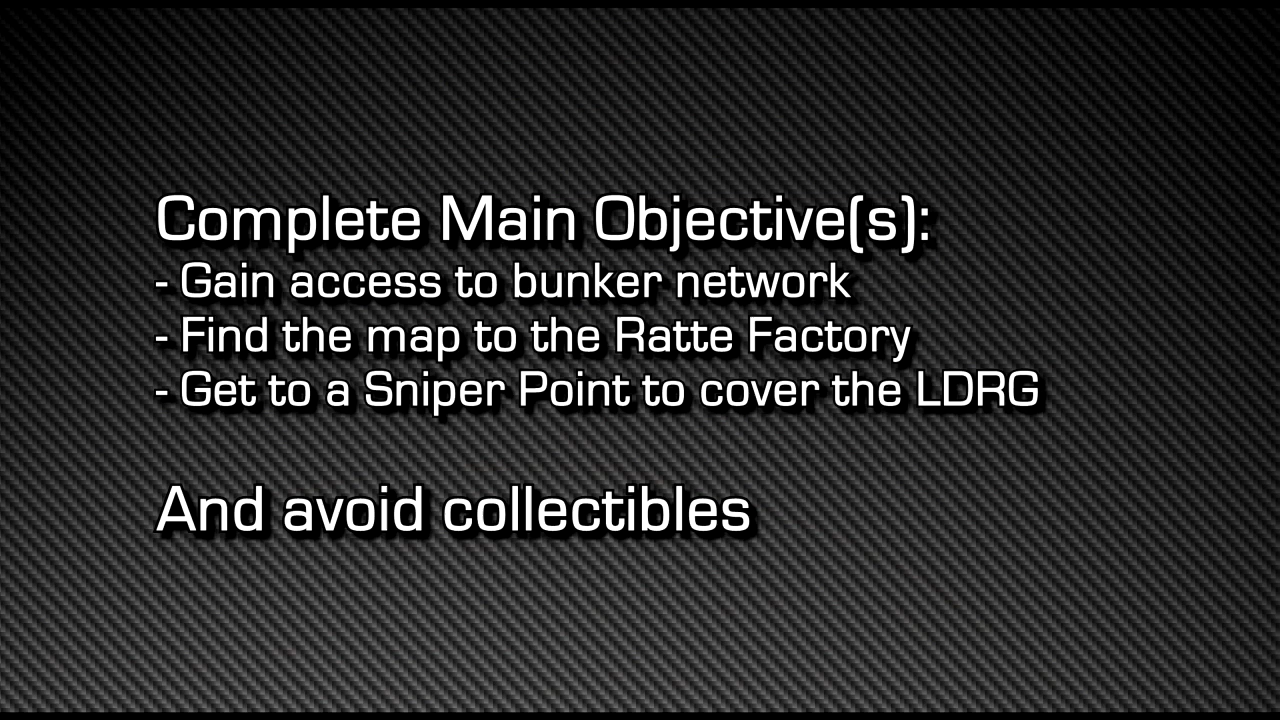 Complete Main Objective(s):
- Gain access to bunker network
- Find the map to the Ratte Factory
- Get to a Sniper Point to cover the LDRG
And avoid collectibles